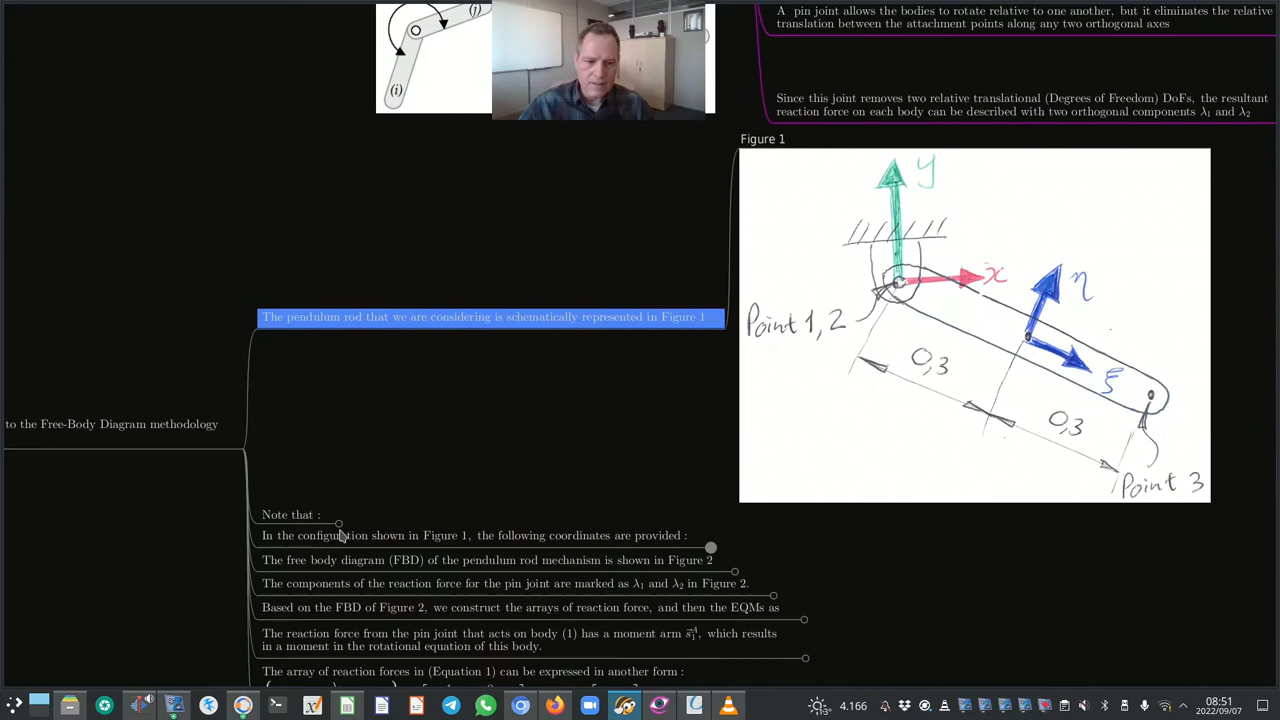 (j)
(i)
A pin joint allows the bodies to rotate relative to one another, but it eliminates the relative
translation between the attachment points along any two orthogonal axes
Since this joint removes two relative translational (Degrees of Freedom) DoFs, the resultant
reaction force on each body can be described with two orthogonal components λ₁ and λ₂
Figure 1
y
x
η
Point 1, 2
ξ
0,3
0,3
Point 3
The pendulum rod that we are considering is schematically represented in Figure 1
to the Free-Body Diagram methodology
Note that :
In the configuration shown in Figure 1, the following coordinates are provided :
The free body diagram (FBD) of the pendulum rod mechanism is shown in Figure 2
The components of the reaction force for the pin joint are marked as λ₁ and λ₂ in Figure 2.
Based on the FBD of Figure 2, we construct the arrays of reaction force, and then the EQMs as
The reaction force from the pin joint that acts on body (1) has a moment arm s⃗₁ᴬ, which results
in a moment in the rotational equation of this body.
The array of reaction forces in (Equation 1) can be expressed in another form :
13°
4.166
08:51
2022/09/07